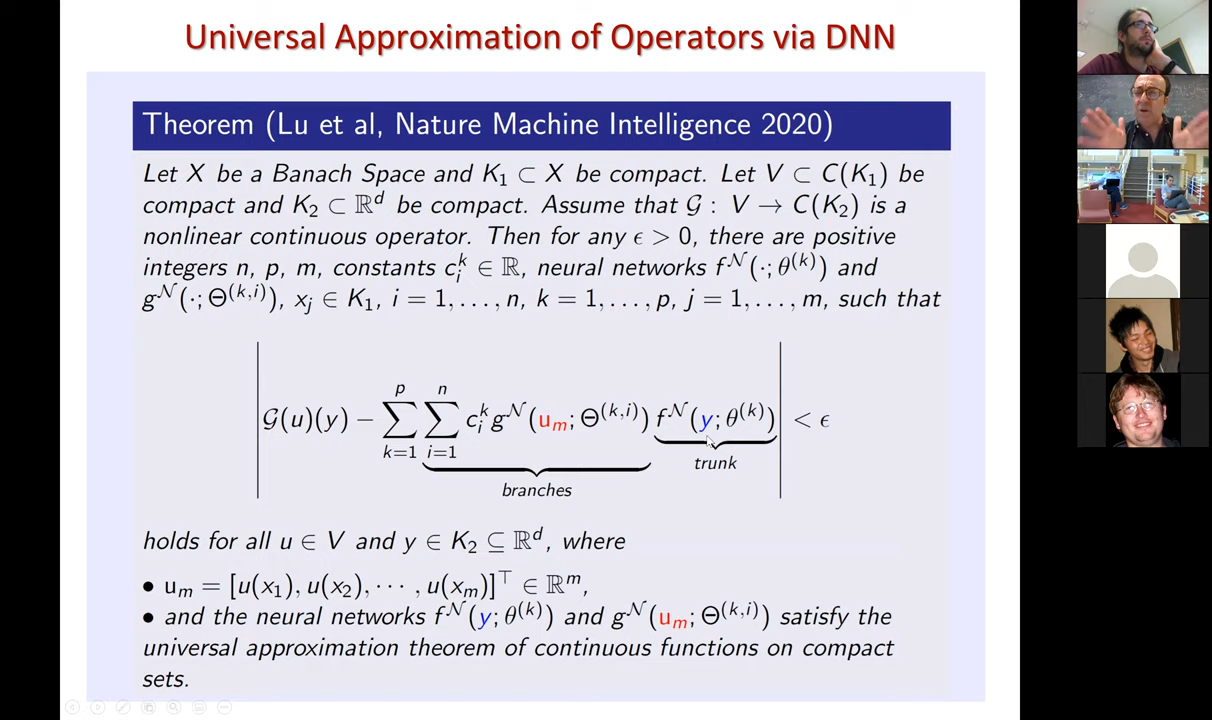 Universal Approximation of Operators via DNN
Theorem (Lu et al, Nature Machine Intelligence 2020)
Let X be a Banach Space and K₁ ⊂ X be compact. Let V ⊂ C(K₁) be
compact and K₂ ⊂ ℝᵈ be compact. Assume that 𝒢 : V → C(K₂) is a
nonlinear continuous operator. Then for any ϵ > 0, there are positive
integers n, p, m, constants cᵢᵏ ∈ ℝ, neural networks f^𝒩(·; θ^(k)) and
g^𝒩(·; Θ^(k,i)), xⱼ ∈ K₁, i = 1, . . . , n, k = 1, . . . , p, j = 1, . . . , m, such that
|𝒢(u)(y) − ∑_{k=1}^{p} ∑_{i=1}^{n} cᵢᵏ g^𝒩(uₘ; Θ^(k,i)) f^𝒩(y; θ^(k))| < ϵ
trunk
branches
holds for all u ∈ V and y ∈ K₂ ⊆ ℝᵈ, where
• uₘ = [u(x₁), u(x₂), ··· , u(xₘ)]^⊤ ∈ ℝᵐ,
• and the neural networks f^𝒩(y; θ^(k)) and g^𝒩(uₘ; Θ^(k,i)) satisfy the
universal approximation theorem of continuous functions on compact
sets.